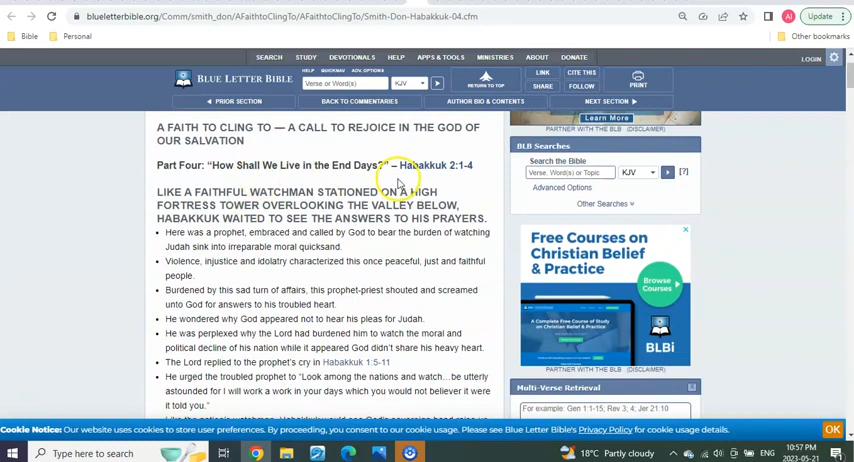 blueletterbible.org/Comm/smith_don/AFaithtoClingTo/AFaithtoClingTo/Smith-Don-Habakkuk-04.cfm
AI
Update
Bible
Personal
Other bookmarks
SEARCH STUDY DEVOTIONALS HELP APPS & TOOLS MINISTRIES ABOUT DONATE
LOGIN
BLUE LETTER BIBLE
HELP QUICKNAV ADV. OPTIONS
Verse or Word(s)
KJV
RETURN TO TOP
LINK
CITE THIS
SHARE
FOLLOW
PRINT
PRIOR SECTION
BACK TO COMMENTARIES
AUTHOR BIO & CONTENTS
NEXT SECTION
A FAITH TO CLING TO — A CALL TO REJOICE IN THE GOD OF
OUR SALVATION
Part Four: “How Shall We Live in the End Days?” – Habakkuk 2:1-4
LIKE A FAITHFUL WATCHMAN STATIONED ON A HIGH
FORTRESS TOWER OVERLOOKING THE VALLEY BELOW,
HABAKKUK WAITED TO SEE THE ANSWERS TO HIS PRAYERS.
• Here was a prophet, embraced and called by God to bear the burden of watching
Judah sink into irreparable moral quicksand.
• Violence, injustice and idolatry characterized this once peaceful, just and faithful
people.
• Burdened by this sad turn of affairs, this prophet-priest shouted and screamed
unto God for answers to his troubled heart.
• He wondered why God appeared not to hear his pleas for Judah.
• He was perplexed why the Lord had burdened him to watch the moral and
political decline of his nation while it appeared God didn't share his heavy heart.
• The Lord replied to the prophet's cry in Habakkuk 1:5-11
• He urged the troubled prophet to “Look among the nations and watch…be utterly
astounded for I will work a work in your days which you would not believe it were
it told you.”
Learn More
PARTNER WITH THE BLB (DISCLAIMER)
BLB Searches
Search the Bible
Verse, Word(s) or Topic
KJV
[?]
Advanced Options
Other Searches
Free Courses on
Christian Belief
& Practice
Browse
Courses
BLBi
PARTNER WITH THE BLB (DISCLAIMER)
Multi-Verse Retrieval
x
For example: Gen 1:1-15; Rev 3; 4; Jer 21:10
Cookie Notice: Our website uses cookies to store user preferences. By proceeding, you consent to our cookie usage. Please see Blue Letter Bible's Privacy Policy for cookie usage details.
OK
Type here to search
18°C Partly cloudy
ENG
10:57 PM
2023-05-21